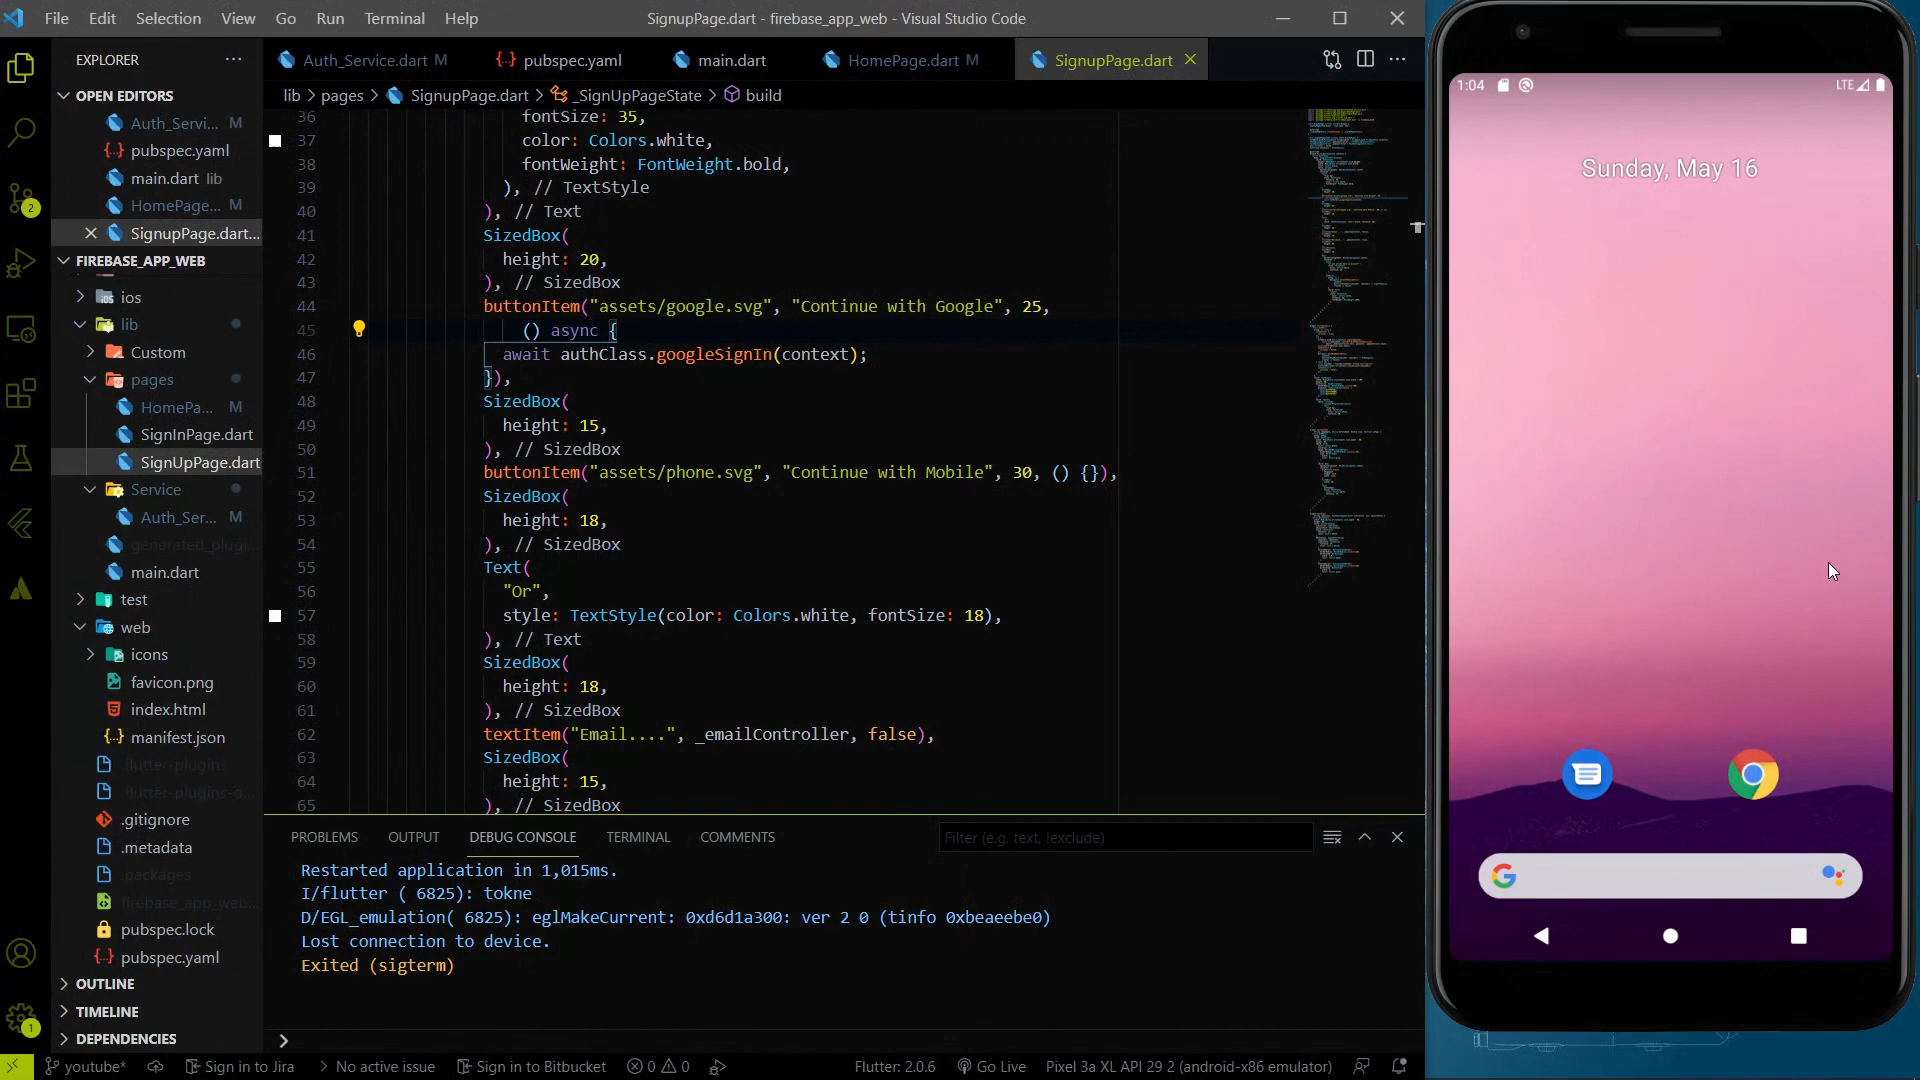 File Edit Selection View Go Run Terminal Help
SignupPage.dart - firebase_app_web - Visual Studio Code
EXPLORER
OPEN EDITORS
Auth_Servi... M
pubspec.yaml
main.dart lib
HomePage... M
SignupPage.dart...
FIREBASE_APP_WEB
ios
lib
Custom
pages
HomePa... M
SignInPage.dart
SignUpPage.dart
Service
Auth_Ser... M
generated_plugi...
main.dart
test
web
icons
favicon.png
index.html
manifest.json
.flutter-plugins
.flutter-plugins-d...
.gitignore
.metadata
.packages
firebase_app_web...
pubspec.lock
pubspec.yaml
OUTLINE
TIMELINE
DEPENDENCIES
2
1
Auth_Service.dart M pubspec.yaml main.dart HomePage.dart M SignupPage.dart
lib > pages > SignupPage.dart > _SignUpPageState > build
36 fontSize: 35,
37 color: Colors.white,
38 fontWeight: FontWeight.bold,
39 ), // TextStyle
40 ), // Text
41 SizedBox(
42 height: 20,
43 ), // SizedBox
44 buttonItem("assets/google.svg", "Continue with Google", 25,
45 () async {
46 await authClass.googleSignIn(context);
47 }),
48 SizedBox(
49 height: 15,
50 ), // SizedBox
51 buttonItem("assets/phone.svg", "Continue with Mobile", 30, () {}),
52 SizedBox(
53 height: 18,
54 ), // SizedBox
55 Text(
56 "Or",
57 style: TextStyle(color: Colors.white, fontSize: 18),
58 ), // Text
59 SizedBox(
60 height: 18,
61 ), // SizedBox
62 textItem("Email....", _emailController, false),
63 SizedBox(
64 height: 15,
65 ), // SizedBox
PROBLEMS OUTPUT DEBUG CONSOLE TERMINAL COMMENTS Filter (e.g. text, !exclude)
Restarted application in 1,015ms.
I/flutter ( 6825): tokne
D/EGL_emulation( 6825): eglMakeCurrent: 0xd6d1a300: ver 2 0 (tinfo 0xbeaeebe0)
Lost connection to device.
Exited (sigterm)
youtube* Sign in to Jira No active issue Sign in to Bitbucket 0 0 Flutter: 2.0.6 Go Live Pixel 3a XL API 29 2 (android-x86 emulator)
1:04 LTE
Sunday, May 16